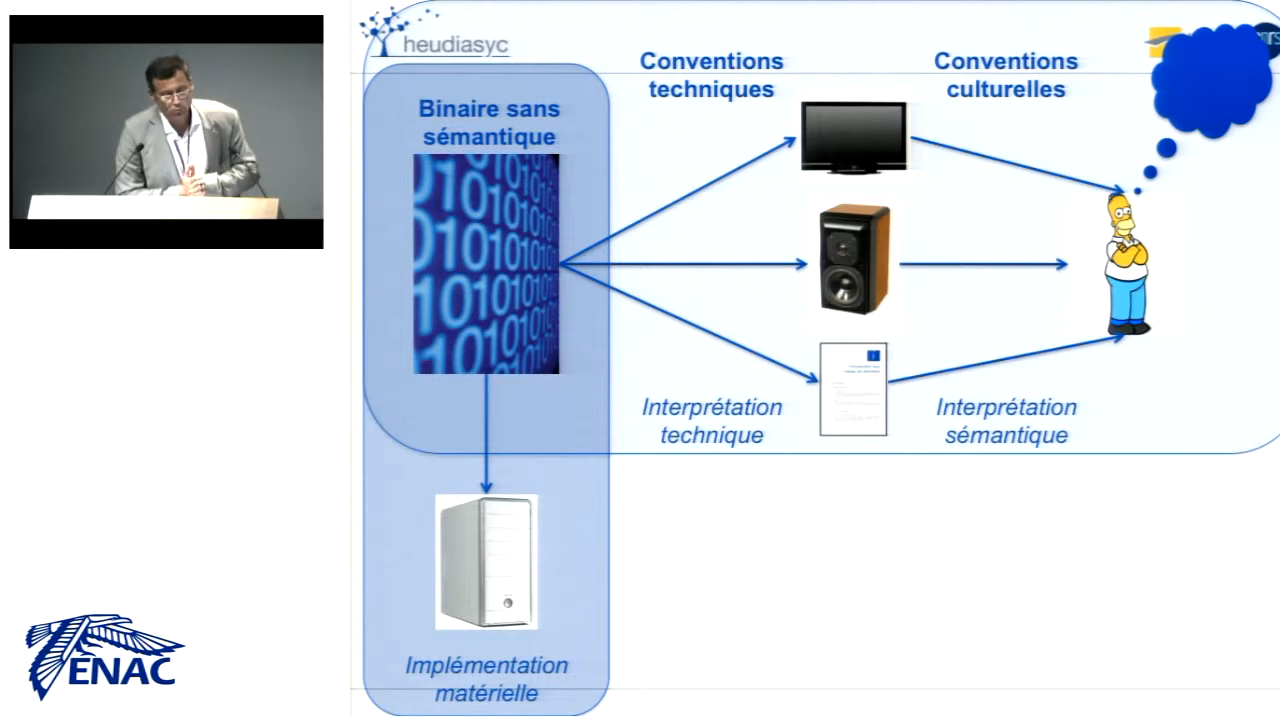 heudiasyc
Conventions
techniques
Conventions
culturelles
Binaire sans
sémantique
Interprétation
technique
Interprétation
sémantique
Implémentation
matérielle
ENAC